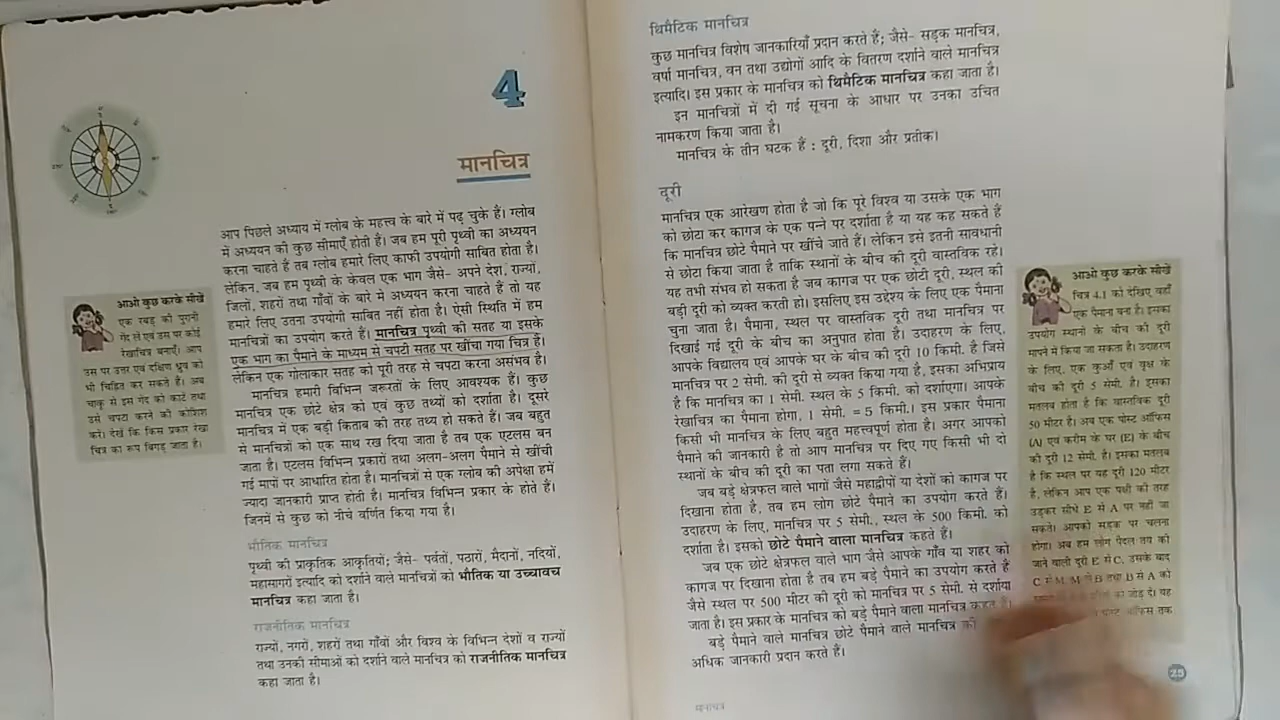 4
मानचित्र
आप पिछले अध्याय में ग्लोब के महत्त्व के बारे में पढ़ चुके हैं। ग्लोब
में अध्ययन की कुछ सीमाएँ होती हैं। जब हम पूरी पृथ्वी का अध्ययन
करना चाहते हैं तब ग्लोब हमारे लिए काफी उपयोगी साबित होता है।
लेकिन, जब हम पृथ्वी के केवल एक भाग जैसे– अपने देश, राज्यों,
जिलों, शहरों तथा गाँवों के बारे में अध्ययन करना चाहते हैं तो यह
हमारे लिए उतना उपयोगी साबित नहीं होता है। ऐसी स्थिति में हम
मानचित्रों का उपयोग करते हैं। मानचित्र पृथ्वी की सतह या इसके
एक भाग का पैमाने के माध्यम से चपटी सतह पर खींचा गया चित्र है।
लेकिन एक गोलाकार सतह को पूरी तरह से चपटा करना असंभव है।
मानचित्र हमारी विभिन्न जरूरतों के लिए आवश्यक है। कुछ
मानचित्र एक छोटे क्षेत्र को एवं कुछ तथ्यों को दर्शाता है। दूसरे
मानचित्र में एक बड़ी किताब की तरह तथ्य हो सकते हैं। जब बहुत
से मानचित्रों को एक साथ रख दिया जाता है तब एक एटलस बन
जाता है। एटलस विभिन्न प्रकारों तथा अलग-अलग पैमाने से खींची
गई मापों पर आधारित होता है। मानचित्रों से एक ग्लोब की अपेक्षा हमें
ज्यादा जानकारी प्राप्त होती है। मानचित्र विभिन्न प्रकार के होते हैं।
जिनमें से कुछ को नीचे वर्णित किया गया है।
भौतिक मानचित्र
पृथ्वी की प्राकृतिक आकृतियों; जैसे– पर्वतों, पठारों, मैदानों, नदियों,
महासागरों इत्यादि को दर्शाने वाले मानचित्रों को भौतिक या उच्चावच
मानचित्र कहा जाता है।
राजनीतिक मानचित्र
राज्यों, नगरों, शहरों तथा गाँवों और विश्व के विभिन्न देशों व राज्यों
तथा उनकी सीमाओं को दर्शाने वाले मानचित्र को राजनीतिक मानचित्र
कहा जाता है।
आओ कुछ करके सीखें
एक रबड़ की पुरानी
गेंद लें एवं उस पर कोई
रेखाचित्र बनाएँ। आप
उस पर उत्तर एवं दक्षिण ध्रुव को
भी चिह्नित कर सकते हैं। अब
चाकू से इस गेंद को काटें तथा
उसे चपटा करने की कोशिश
करें। देखें कि किस प्रकार रेखा
चित्र का रूप बिगड़ जाता है।
थिमैटिक मानचित्र
कुछ मानचित्र विशेष जानकारियाँ प्रदान करते हैं; जैसे– सड़क मानचित्र,
वर्षा मानचित्र, वन तथा उद्योगों आदि के वितरण दर्शाने वाले मानचित्र
इत्यादि। इस प्रकार के मानचित्र को थिमैटिक मानचित्र कहा जाता है।
इन मानचित्रों में दी गई सूचना के आधार पर उनका उचित
नामकरण किया जाता है।
मानचित्र के तीन घटक हैं : दूरी, दिशा और प्रतीक।
दूरी
मानचित्र एक आरेखण होता है जो कि पूरे विश्व या उसके एक भाग
को छोटा कर कागज के एक पन्ने पर दर्शाता है या यह कह सकते हैं
कि मानचित्र छोटे पैमाने पर खींचे जाते हैं। लेकिन इसे इतनी सावधानी
से छोटा किया जाता है ताकि स्थानों के बीच की दूरी वास्तविक रहे।
यह तभी संभव हो सकता है जब कागज पर एक छोटी दूरी, स्थल की
बड़ी दूरी को व्यक्त करती हो। इसलिए इस उद्देश्य के लिए एक पैमाना
चुना जाता है। पैमाना, स्थल पर वास्तविक दूरी तथा मानचित्र पर
दिखाई गई दूरी के बीच का अनुपात होता है। उदाहरण के लिए,
आपके विद्यालय एवं आपके घर के बीच की दूरी 10 किमी. है जिसे
मानचित्र पर 2 सेमी. की दूरी से व्यक्त किया गया है, इसका अभिप्राय
है कि मानचित्र का 1 सेमी. स्थल के 5 किमी. को दर्शाएगा। आपके
रेखाचित्र का पैमाना होगा, 1 सेमी. = 5 किमी.। इस प्रकार पैमाना
किसी भी मानचित्र के लिए बहुत महत्त्वपूर्ण होता है। अगर आपको
पैमाने की जानकारी है तो आप मानचित्र पर दिए गए किसी भी दो
स्थानों के बीच की दूरी का पता लगा सकते हैं।
जब बड़े क्षेत्रफल वाले भागों जैसे महाद्वीपों या देशों को कागज पर
दिखाना होता है, तब हम लोग छोटे पैमाने का उपयोग करते हैं।
उदाहरण के लिए, मानचित्र पर 5 सेमी., स्थल के 500 किमी. को
दर्शाता है। इसको छोटे पैमाने वाला मानचित्र कहते हैं।
जब एक छोटे क्षेत्रफल वाले भाग जैसे आपके गाँव या शहर को
कागज पर दिखाना होता है तब हम बड़े पैमाने का उपयोग करते हैं
जैसे स्थल पर 500 मीटर की दूरी को मानचित्र पर 5 सेमी. से दर्शाया
जाता है। इस प्रकार के मानचित्र को बड़े पैमाने वाला मानचित्र कहते हैं।
बड़े पैमाने वाले मानचित्र छोटे पैमाने वाले मानचित्र की
अधिक जानकारी प्रदान करते हैं।
आओ कुछ करके सीखें
चित्र 4.1 को देखिए वहाँ
एक पैमाना बना है। इसका
उपयोग स्थानों के बीच की दूरी
मापने में किया जा सकता है। उदाहरण
के लिए, एक कुआँ एवं वृक्ष के
बीच की दूरी 5 सेमी. है। इसका
मतलब होता है कि वास्तविक दूरी
50 मीटर है। अब एक पोस्ट ऑफिस
(A) एवं करीम के घर (E) के बीच
की दूरी 12 सेमी. है। इसका मतलब
है कि स्थल पर यह दूरी 120 मीटर
है, लेकिन आप एक पक्षी की तरह
उड़कर सीधे E से A पर नहीं जा
सकते। आपको सड़क पर चलना
होगा। अब हम लोग पैदल तय की
जाने वाली दूरी E से C, उसके बाद
C से M, M से B तथा B से A को
को जोड़ दें। यह
ऑफिस तक
मानचित्र
25